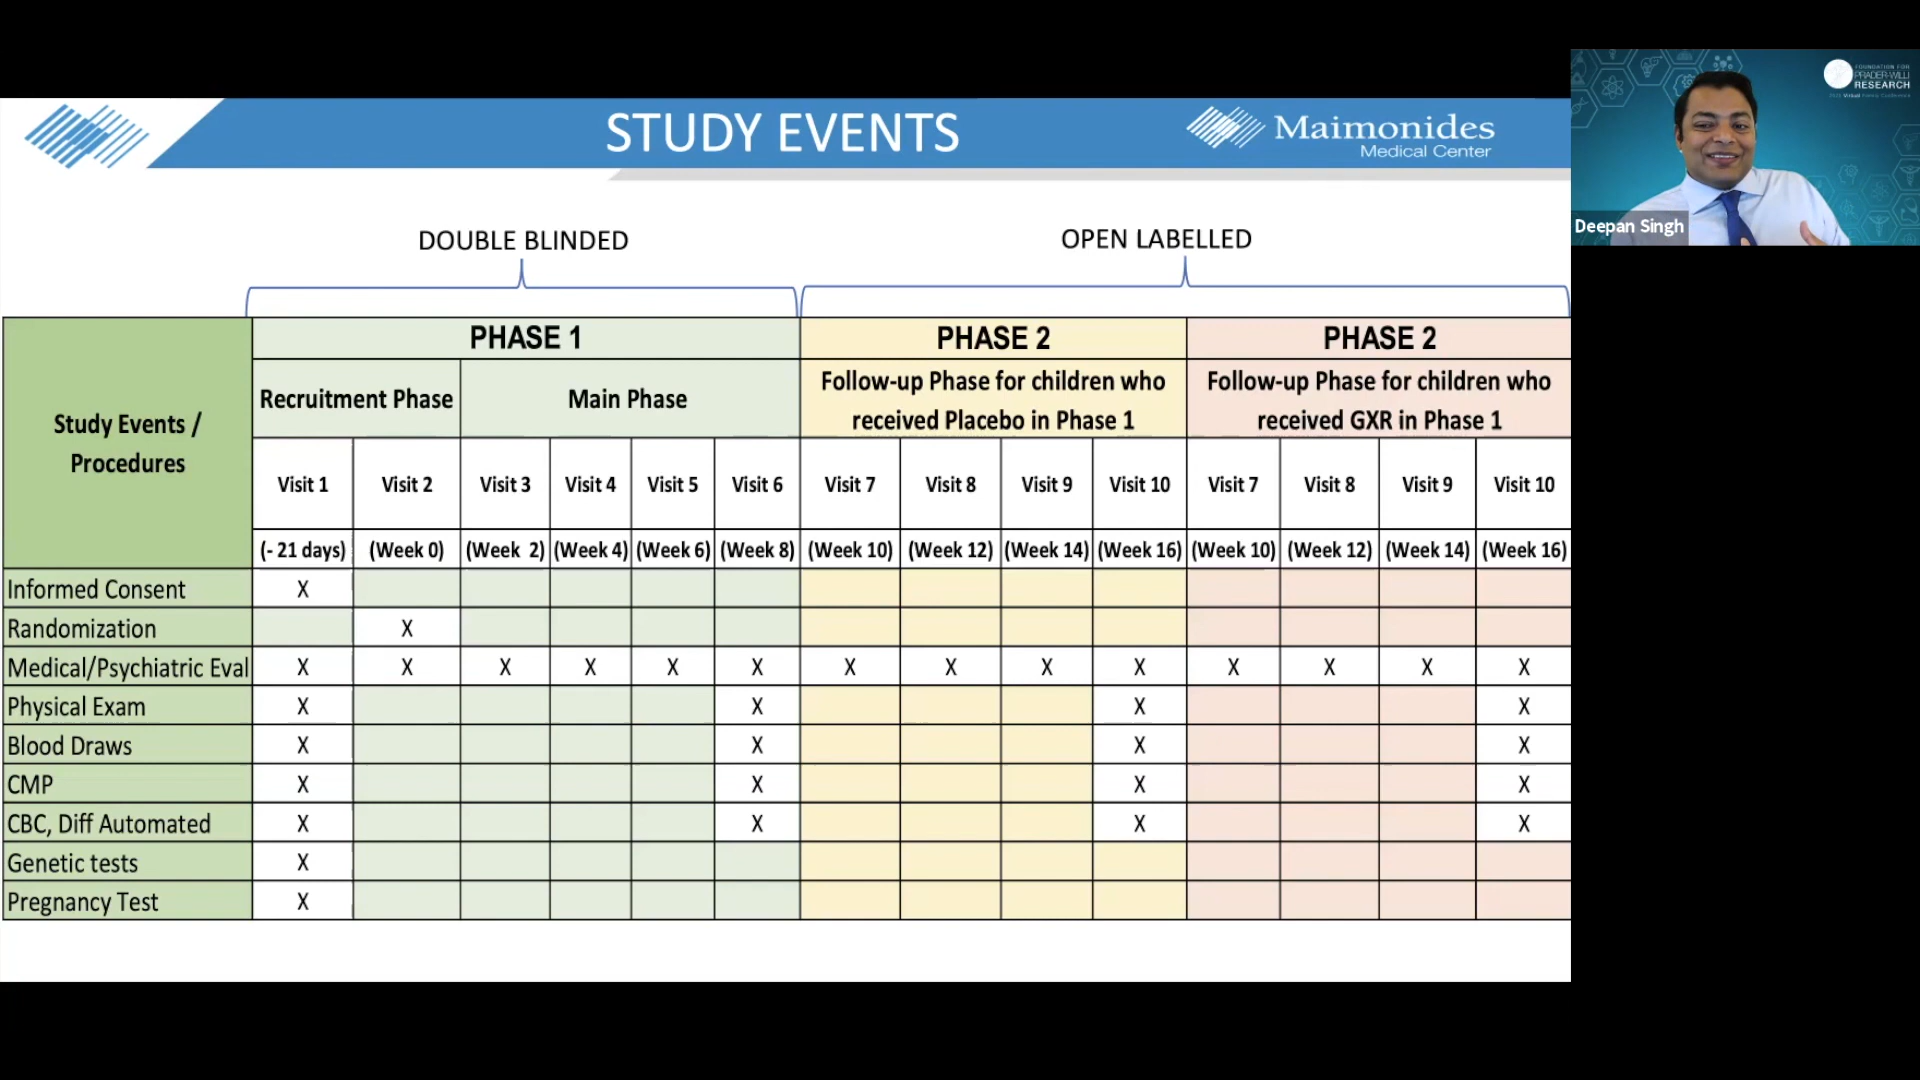 STUDY EVENTS
Maimonides
Medical Center
FOUNDATION FOR
PRADER-WILLI
RESEARCH
Deepan Singh
DOUBLE BLINDED
OPEN LABELLED
Study Events /
Procedures
PHASE 1
PHASE 2
PHASE 2
Recruitment Phase
Main Phase
Follow-up Phase for children who
received Placebo in Phase 1
Follow-up Phase for children who
received GXR in Phase 1
Visit 1 Visit 2 Visit 3 Visit 4 Visit 5 Visit 6 Visit 7 Visit 8 Visit 9 Visit 10 Visit 7 Visit 8 Visit 9 Visit 10
(- 21 days) (Week 0) (Week 2) (Week 4) (Week 6) (Week 8) (Week 10) (Week 12) (Week 14) (Week 16) (Week 10) (Week 12) (Week 14) (Week 16)
Informed Consent X
Randomization X
Medical/Psychiatric Eval X X X X X X X X X X X X X X
Physical Exam X X X X
Blood Draws X X X X
CMP X X X X
CBC, Diff Automated X X X X
Genetic tests X
Pregnancy Test X